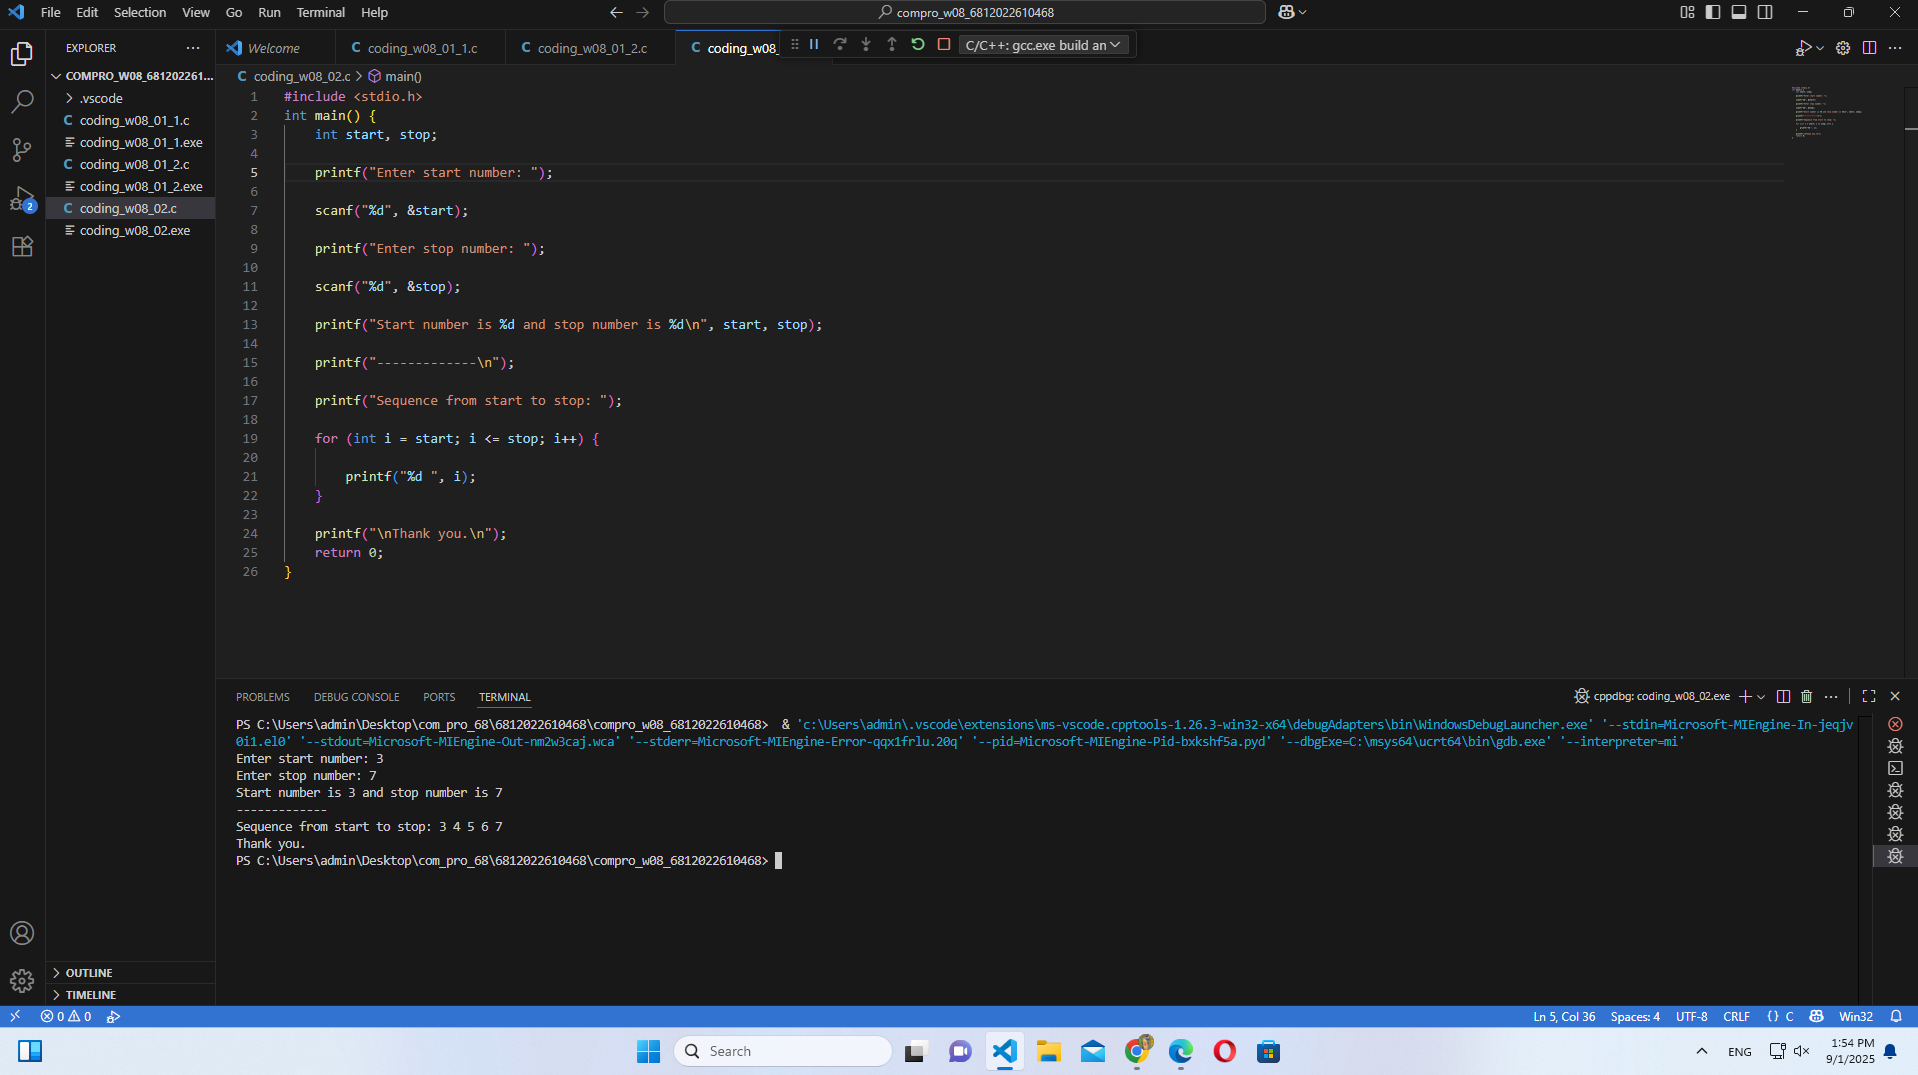 File Edit Selection View Go Run Terminal Help
compro_w08_6812022610468
EXPLORER
Welcome
coding_w08_01_1.c
coding_w08_01_2.c
coding_w08_
C/C++: gcc.exe build an
COMPRO_W08_681202261...
.vscode
C coding_w08_01_1.c
coding_w08_01_1.exe
C coding_w08_01_2.c
coding_w08_01_2.exe
C coding_w08_02.c
coding_w08_02.exe
2
C coding_w08_02.c > main()
1 #include <stdio.h>
2 int main() {
3 int start, stop;
4
5 printf("Enter start number: ");
6
7 scanf("%d", &start);
8
9 printf("Enter stop number: ");
10
11 scanf("%d", &stop);
12
13 printf("Start number is %d and stop number is %d\n", start, stop);
14
15 printf("-------------\n");
16
17 printf("Sequence from start to stop: ");
18
19 for (int i = start; i <= stop; i++) {
20
21 printf("%d ", i);
22 }
23
24 printf("\nThank you.\n");
25 return 0;
26 }
PROBLEMS DEBUG CONSOLE PORTS TERMINAL
cppdbg: coding_w08_02.exe
PS C:\Users\admin\Desktop\com_pro_68\6812022610468\compro_w08_6812022610468> & 'c:\Users\admin\.vscode\extensions\ms-vscode.cpptools-1.26.3-win32-x64\debugAdapters\bin\WindowsDebugLauncher.exe' '--stdin=Microsoft-MIEngine-In-jeqjv
0i1.el0' '--stdout=Microsoft-MIEngine-Out-nm2w3caj.wca' '--stderr=Microsoft-MIEngine-Error-qqx1frlu.20q' '--pid=Microsoft-MIEngine-Pid-bxkshf5a.pyd' '--dbgExe=C:\msys64\ucrt64\bin\gdb.exe' '--interpreter=mi'
Enter start number: 3
Enter stop number: 7
Start number is 3 and stop number is 7
-------------
Sequence from start to stop: 3 4 5 6 7
Thank you.
PS C:\Users\admin\Desktop\com_pro_68\6812022610468\compro_w08_6812022610468>
OUTLINE
TIMELINE
0 0
Ln 5, Col 36 Spaces: 4 UTF-8 CRLF {} C Win32
Search
ENG
1:54 PM
9/1/2025